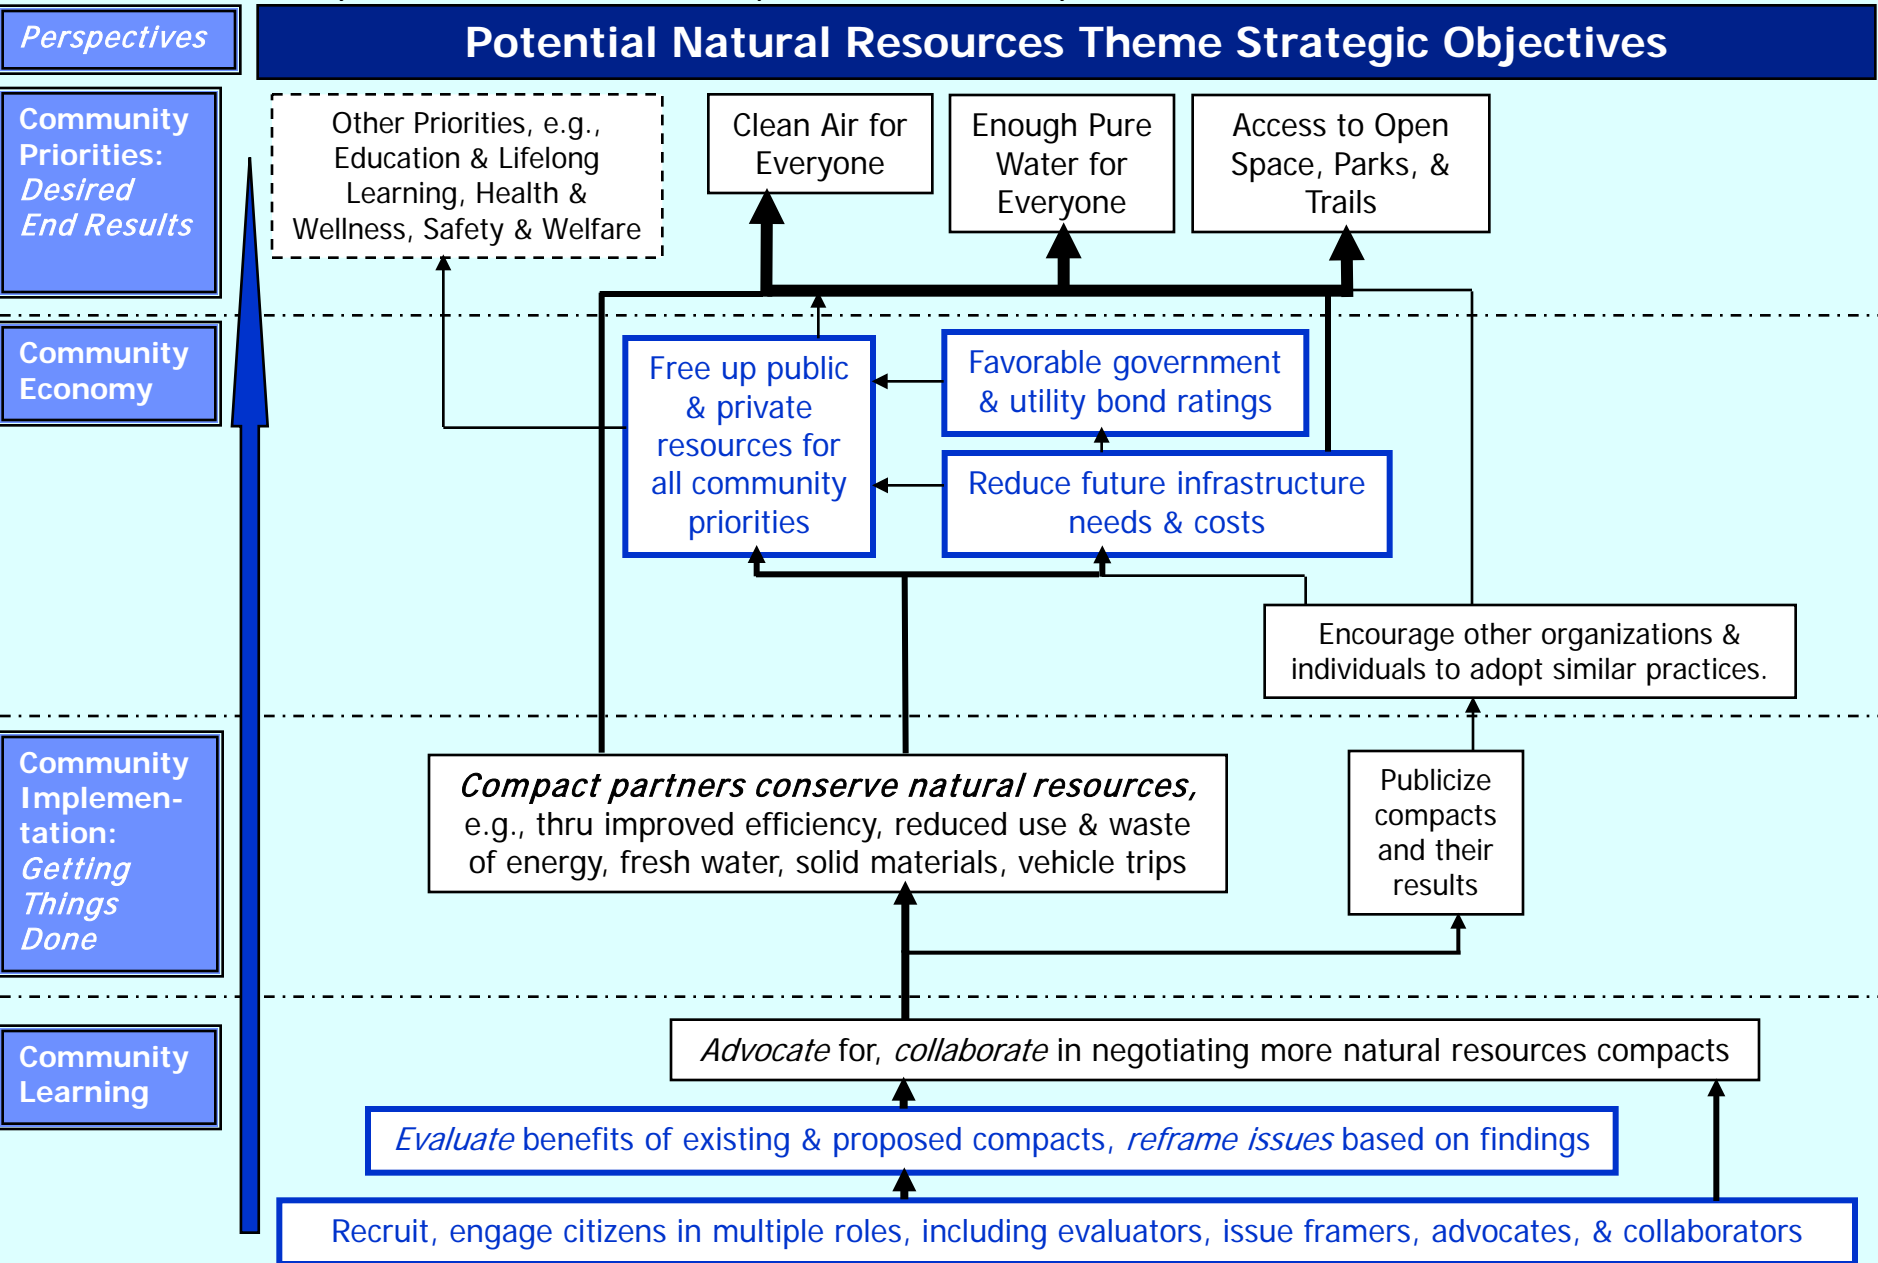 Perspectives
Potential Natural Resources Theme Strategic Objectives
Community
Priorities:
Desired
End Results
Other Priorities, e.g.,
Education & Lifelong
Learning, Health &
Wellness, Safety & Welfare
Clean Air for
Everyone
Enough Pure
Water for
Everyone
Access to Open
Space, Parks, &
Trails
Community
Economy
Free up public
& private
resources for
all community
priorities
Favorable government
& utility bond ratings
Reduce future infrastructure
needs & costs
Encourage other organizations &
individuals to adopt similar practices.
Community
Implemen-
tation:
Getting
Things
Done
Compact partners conserve natural resources,
e.g., thru improved efficiency, reduced use & waste
of energy, fresh water, solid materials, vehicle trips
Publicize
compacts
and their
results
Community
Learning
Advocate for, collaborate in negotiating more natural resources compacts
Evaluate benefits of existing & proposed compacts, reframe issues based on findings
Recruit, engage citizens in multiple roles, including evaluators, issue framers, advocates, & collaborators